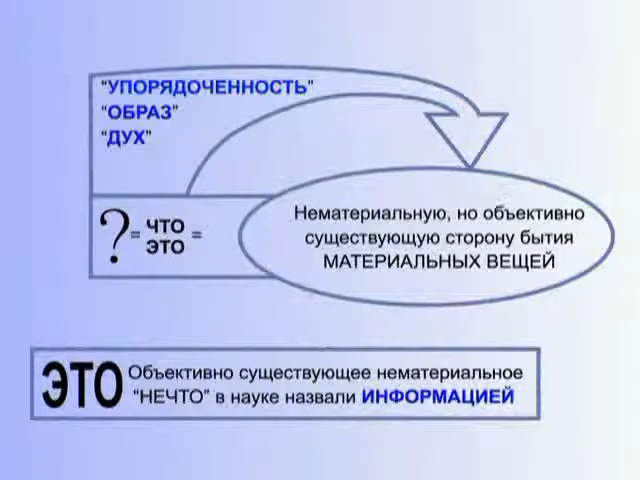 “УПОРЯДОЧЕННОСТЬ”
“ОБРАЗ”
“ДУХ”
? = ЧТО =
ЭТО
Нематериальную, но объективно
существующую сторону бытия
МАТЕРИАЛЬНЫХ ВЕЩЕЙ
ЭТО Объективно существующее нематериальное
“НЕЧТО” в науке назвали ИНФОРМАЦИЕЙ